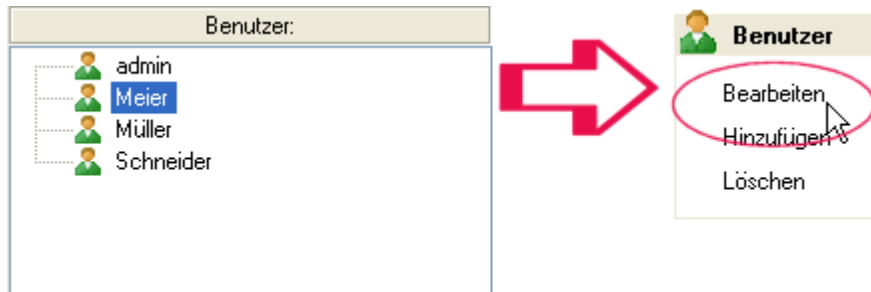 Benutzer:
admin
Meier
Müller
Schneider
Benutzer
Bearbeiten
Hinzufügen
Löschen